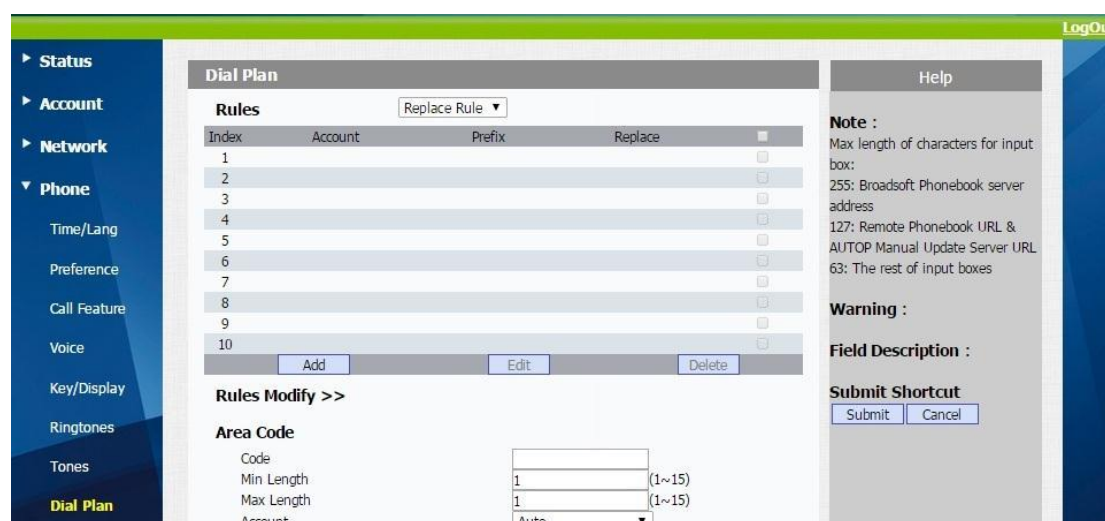 LogOu
Status
Account
Network
Phone
Time/Lang
Preference
Call Feature
Voice
Key/Display
Ringtones
Tones
Dial Plan
Dial Plan
Rules Replace Rule
Index Account Prefix Replace
1
2
3
4
5
6
7
8
9
10
Add Edit Delete
Rules Modify >>
Area Code
Code
Min Length 1 (1~15)
Max Length 1 (1~15)
Account Auto
Help
Note :
Max length of characters for input
box:
255: Broadsoft Phonebook server
address
127: Remote Phonebook URL &
AUTOP Manual Update Server URL
63: The rest of input boxes
Warning :
Field Description :
Submit Shortcut
Submit Cancel